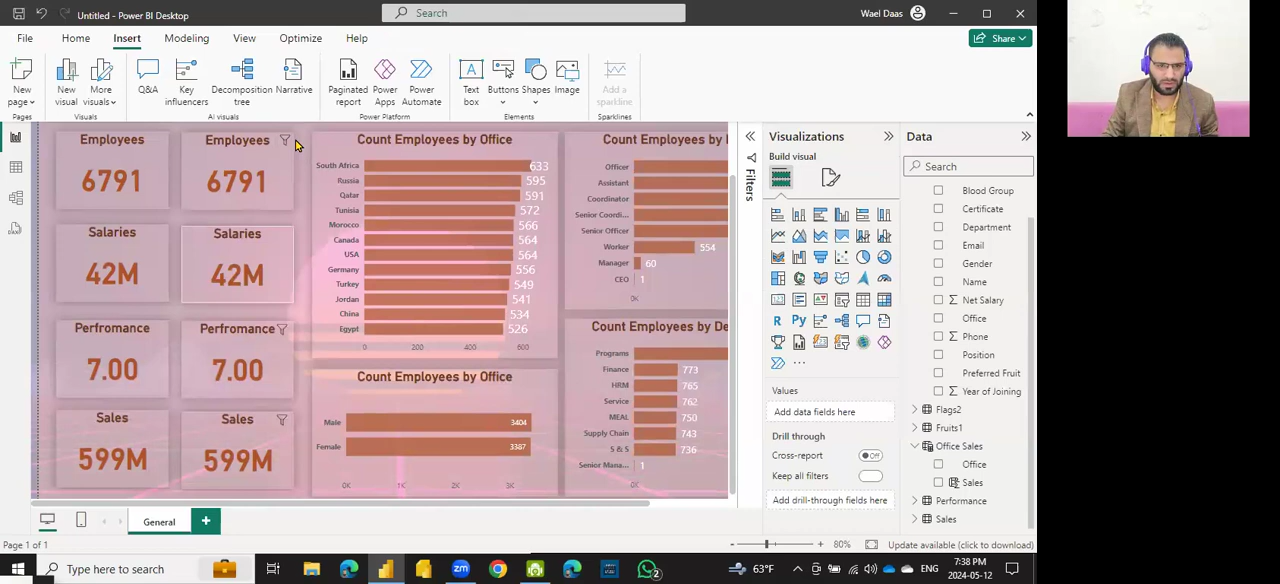 Untitled - Power BI Desktop
Search
Wael Daas
File
Home
Insert
Modeling
View
Optimize
Help
Share
New page
New visual
More visuals
Q&A
Key influencers
Decomposition tree
Narrative
Paginated report
Power Apps
Power Automate
Text box
Buttons
Shapes
Image
Add a sparkline
Pages
Visuals
AI visuals
Power Platform
Elements
Sparklines
Employees
6791
Employees
6791
Salaries
42M
Salaries
42M
Perfromance
7.00
Perfromance
7.00
Sales
599M
Sales
599M
Count Employees by Office
South Africa 633
Russia 595
Qatar 591
Tunisia 572
Morocco 566
Canada 564
USA 564
Germany 556
Turkey 549
Jordan 541
China 534
Egypt 526
0 200 400 600
Count Employees by Office
Male 3404
Female 3387
0K 1K 2K 3K
Count Employees by
Officer
Assistant
Coordinator
Senior Coordi...
Senior Officer
Worker 554
Manager 60
CEO 1
0K
Count Employees by De
Programs
Finance 773
HRM 765
Service 762
MEAL 750
Supply Chain 743
S & S 736
Senior Mana... 1
0K
Filters
Visualizations
Build visual
R Py
...
Values
Add data fields here
Drill through
Cross-report
Off
Keep all filters
Add drill-through fields here
Data
Search
Blood Group
Certificate
Department
Email
Gender
Name
Net Salary
Office
Phone
Position
Preferred Fruit
Year of Joining
Flags2
Fruits1
Office Sales
Office
Sales
Performance
Sales
General
Page 1 of 1
80%
Update available (click to download)
Type here to search
zm
2
63°F
ENG
7:38 PM
2024-05-12